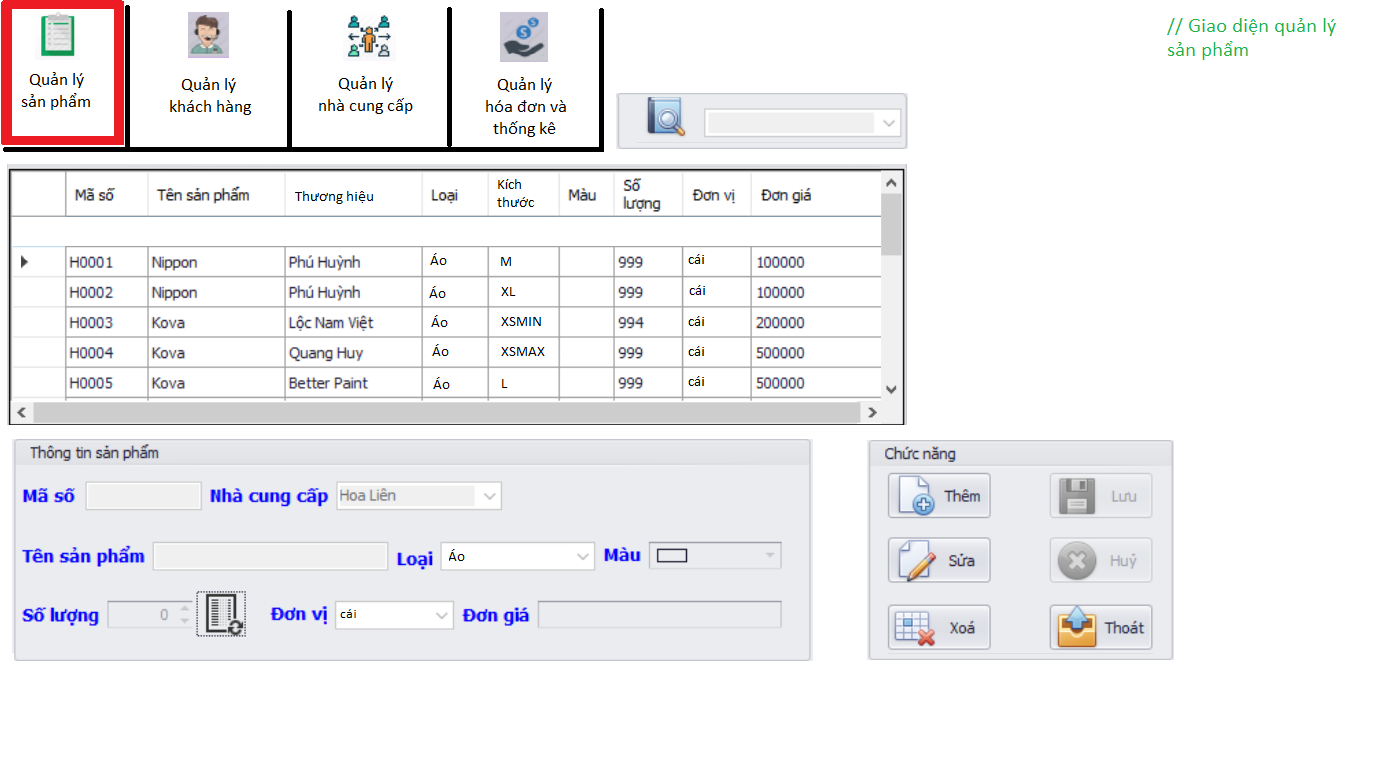 // Giao diện quản lý
sản phẩm
Quản lý
sản phẩm
Quản lý
khách hàng
Quản lý
nhà cung cấp
Quản lý
hóa đơn và
thống kê
Mã số Tên sản phẩm Thương hiệu Loại Kích thước Màu Số lượng Đơn vị Đơn giá
H0001 Nippon Phú Huỳnh Áo M 999 cái 100000
H0002 Nippon Phú Huỳnh Áo XL 999 cái 100000
H0003 Kova Lộc Nam Việt Áo XSMIN 994 cái 200000
H0004 Kova Quang Huy Áo XSMAX 999 cái 500000
H0005 Kova Better Paint Áo L 999 cái 500000
Thông tin sản phẩm
Mã số Nhà cung cấp Hoa Liên
Tên sản phẩm Loại Áo Màu
Số lượng 0 Đơn vị cái Đơn giá
Chức năng
Thêm Lưu
Sửa Huỷ
Xoá Thoát